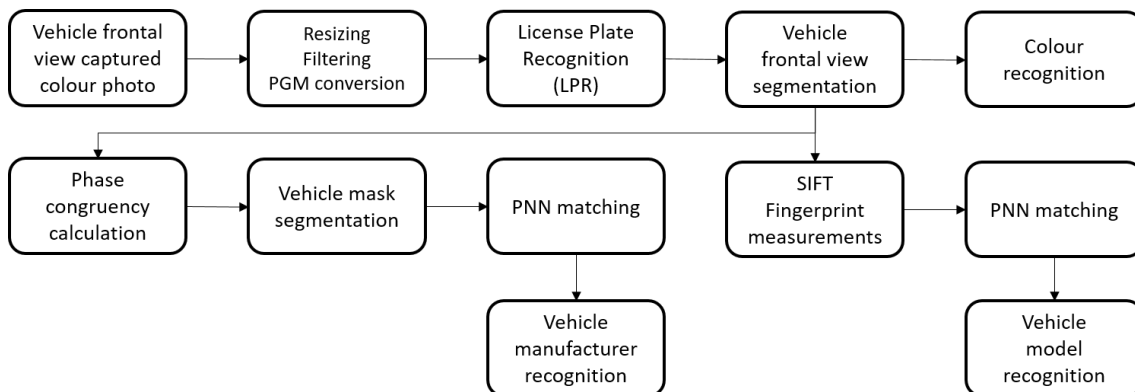 Vehicle frontal
view captured
colour photo
Resizing
Filtering
PGM conversion
License Plate
Recognition
(LPR)
Vehicle
frontal view
segmentation
Colour
recognition
Phase
congruency
calculation
Vehicle mask
segmentation
PNN matching
SIFT
Fingerprint
measurements
PNN matching
Vehicle
manufacturer
recognition
Vehicle
model
recognition